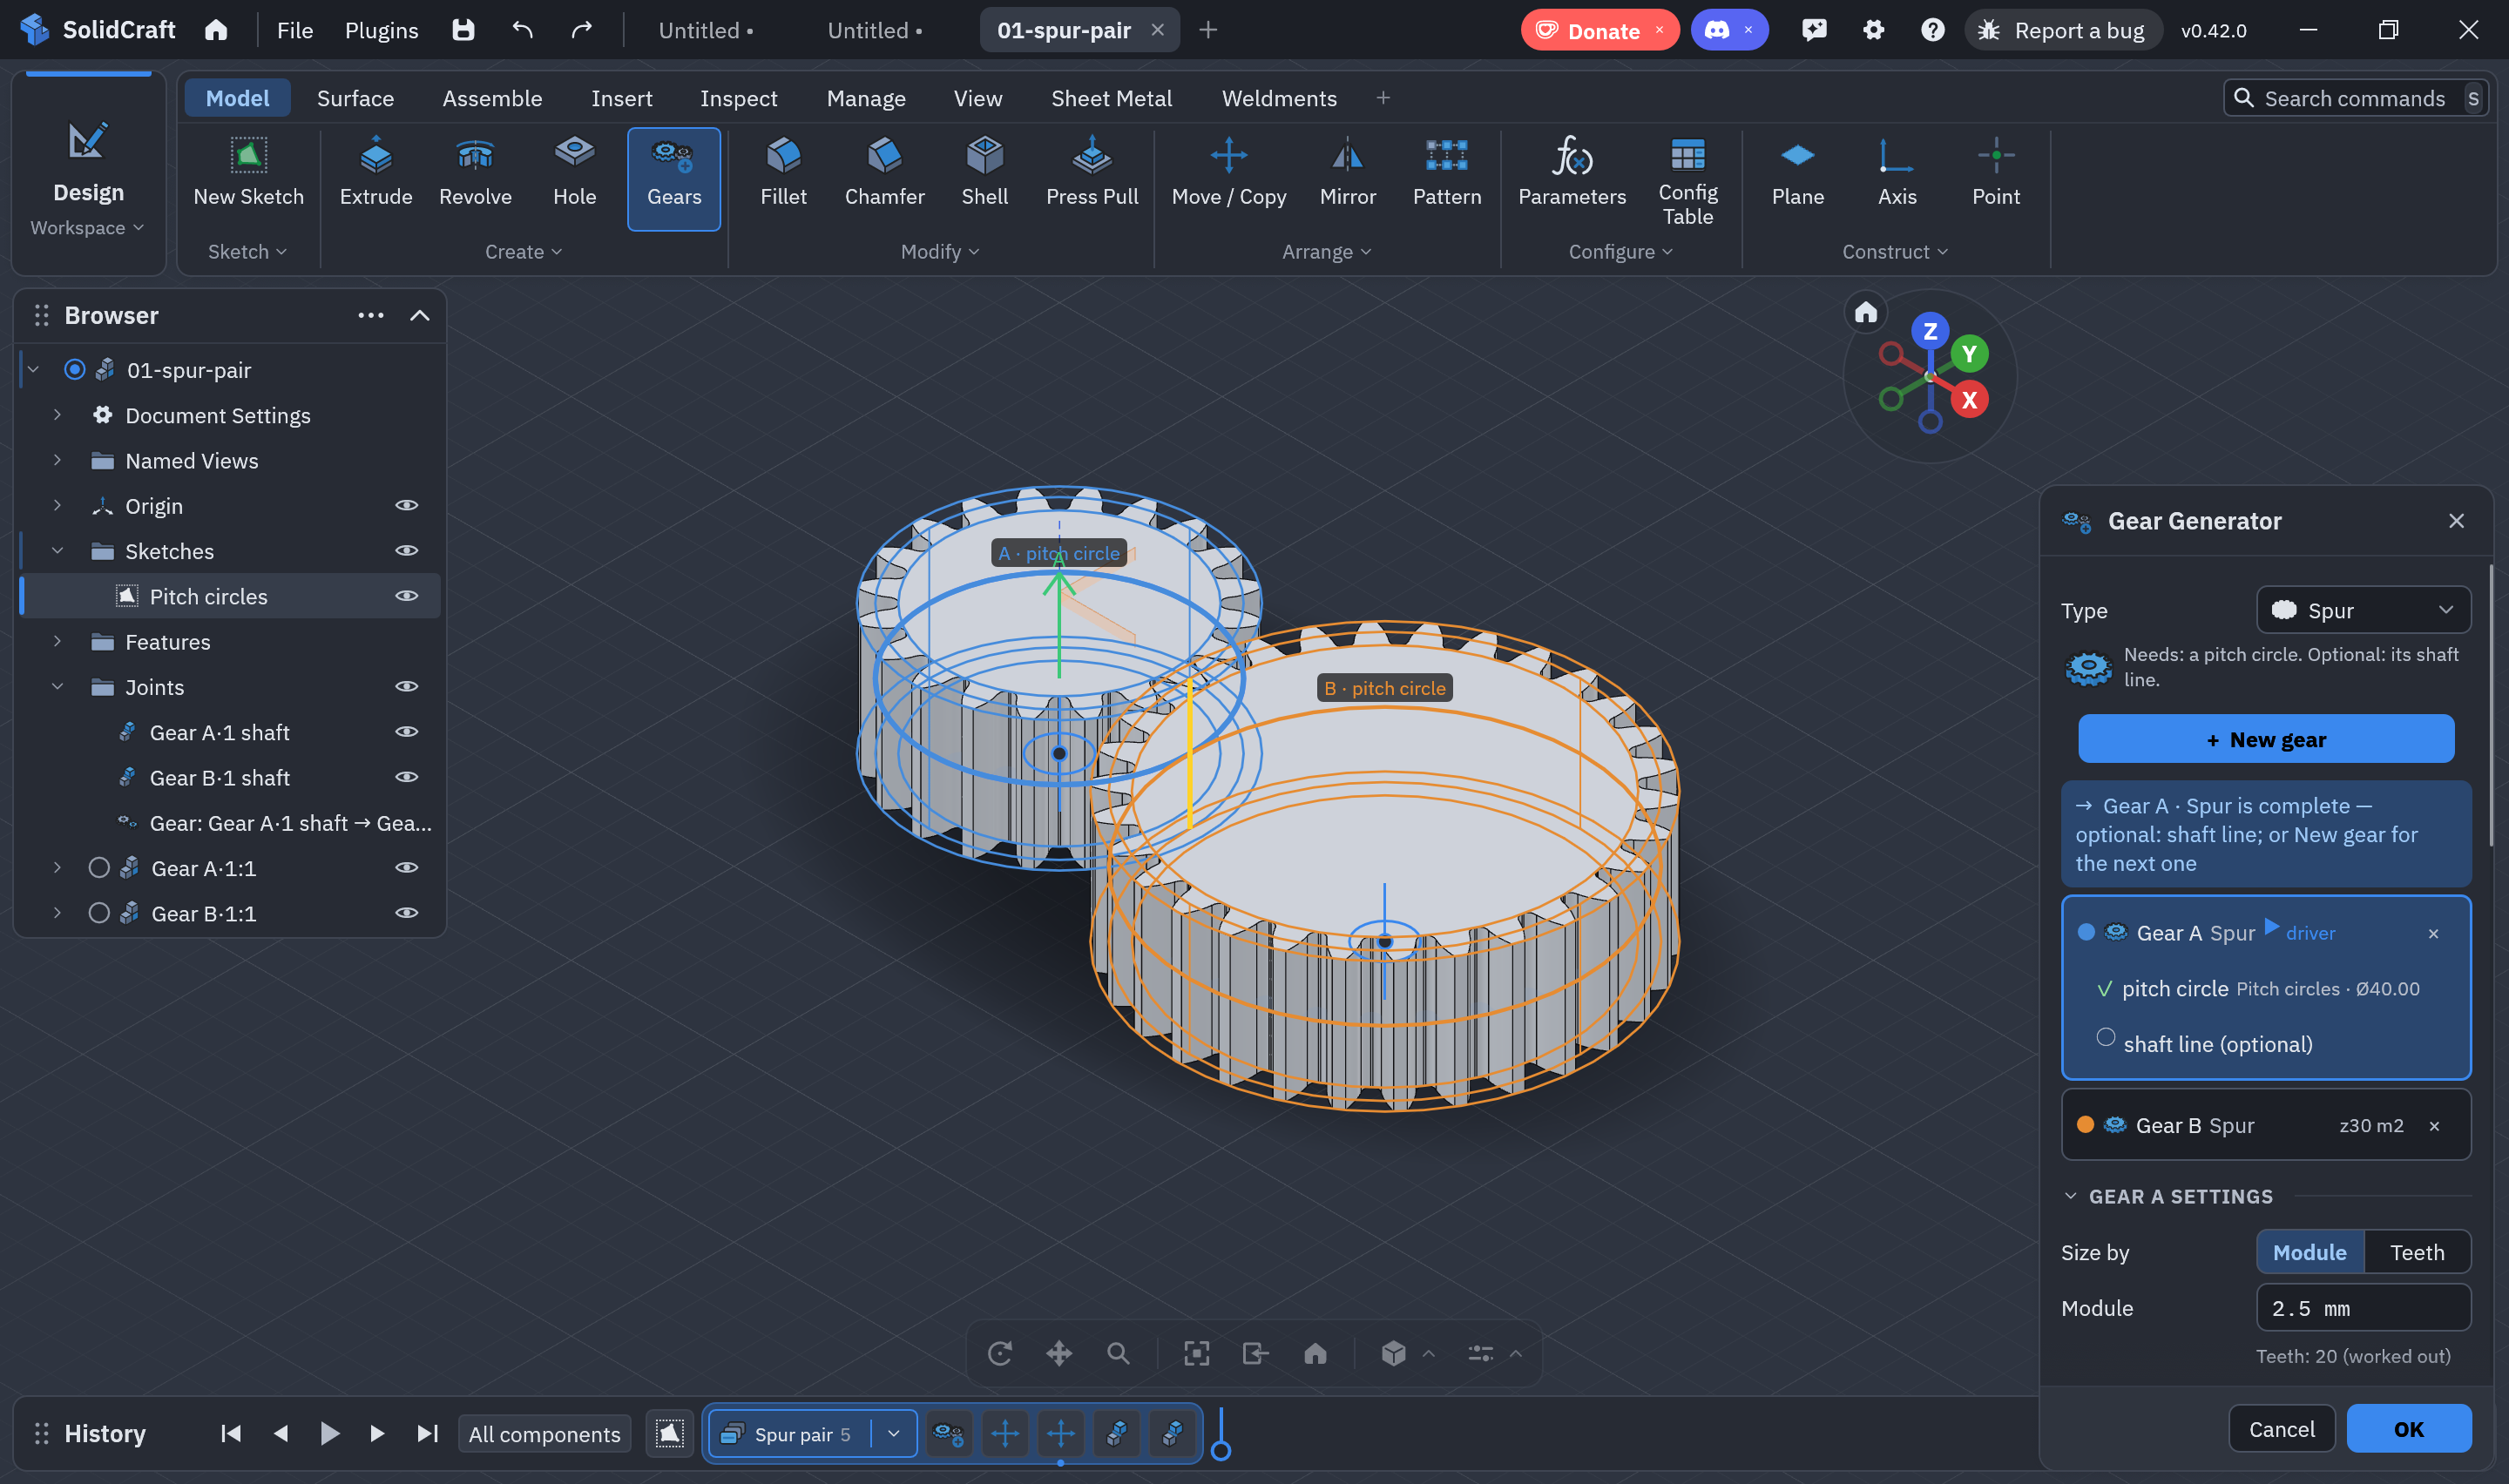 SolidCraft
File
Plugins
Untitled •
Untitled •
01-spur-pair
Donate ×
×
Report a bug
v0.42.0
Design
Workspace
Model
Surface
Assemble
Insert
Inspect
Manage
View
Sheet Metal
Weldments
Search commands S
New Sketch
Extrude
Revolve
Hole
Gears
Fillet
Chamfer
Shell
Press Pull
Move / Copy
Mirror
Pattern
Parameters
Config
Table
Plane
Axis
Point
Sketch
Create
Modify
Arrange
Configure
Construct
Browser
01-spur-pair
Document Settings
Named Views
Origin
Sketches
Pitch circles
Features
Joints
Gear A·1 shaft
Gear B·1 shaft
Gear: Gear A·1 shaft → Gea...
Gear A·1:1
Gear B·1:1
Z
Y
X
A · pitch circle
A
B · pitch circle
Gear Generator
Type
Spur
Needs: a pitch circle. Optional: its shaft
line.
+ New gear
→ Gear A · Spur is complete —
optional: shaft line; or New gear for
the next one
Gear A Spur driver ×
pitch circle Pitch circles · Ø40.00
shaft line (optional)
Gear B Spur z30 m2 ×
GEAR A SETTINGS
Size by
Module
Teeth
Module
2.5 mm
Teeth: 20 (worked out)
Cancel
OK
History
All components
Spur pair 5